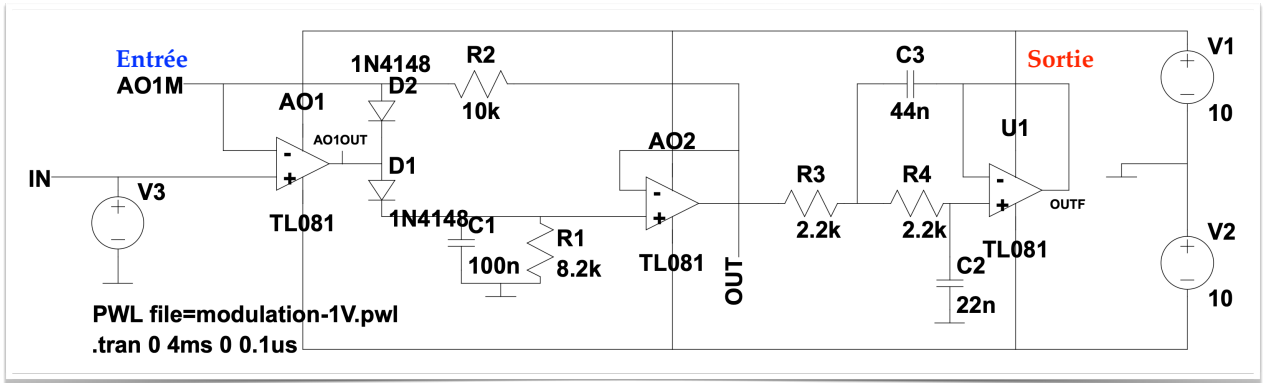 Entrée
AO1M
1N4148
D2
R2
10k
AO1
AO1OUT
-
+
IN
V3
+
D1
1N4148
TL081
C1
100n
R1
8.2k
AO2
-
+
TL081
OUT
R3
2.2k
C3
44n
R4
2.2k
U1
-
+
TL081
OUTF
C2
22n
Sortie
V1
+
10
V2
+
10
PWL file=modulation-1V.pwl
.tran 0 4ms 0 0.1us